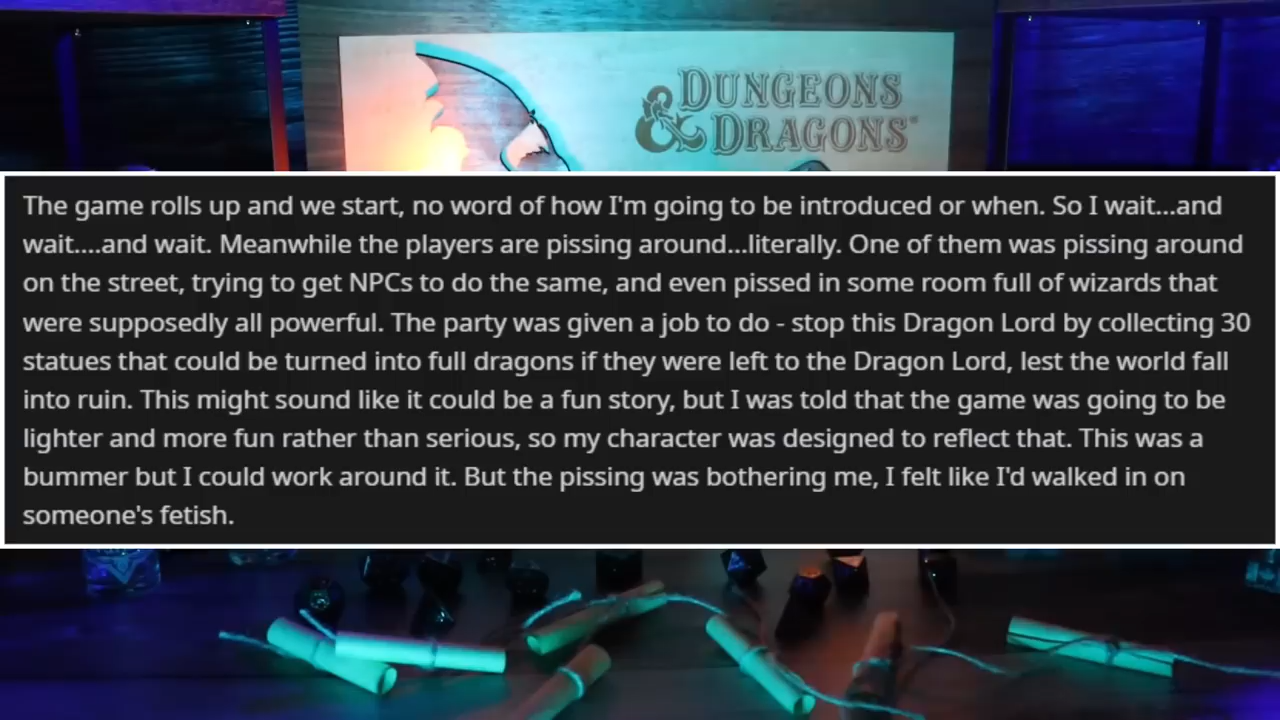 DUNGEONS
& DRAGONS®
The game rolls up and we start, no word of how I'm going to be introduced or when. So I wait...and
wait....and wait. Meanwhile the players are pissing around...literally. One of them was pissing around
on the street, trying to get NPCs to do the same, and even pissed in some room full of wizards that
were supposedly all powerful. The party was given a job to do - stop this Dragon Lord by collecting 30
statues that could be turned into full dragons if they were left to the Dragon Lord, lest the world fall
into ruin. This might sound like it could be a fun story, but I was told that the game was going to be
lighter and more fun rather than serious, so my character was designed to reflect that. This was a
bummer but I could work around it. But the pissing was bothering me, I felt like I'd walked in on
someone's fetish.